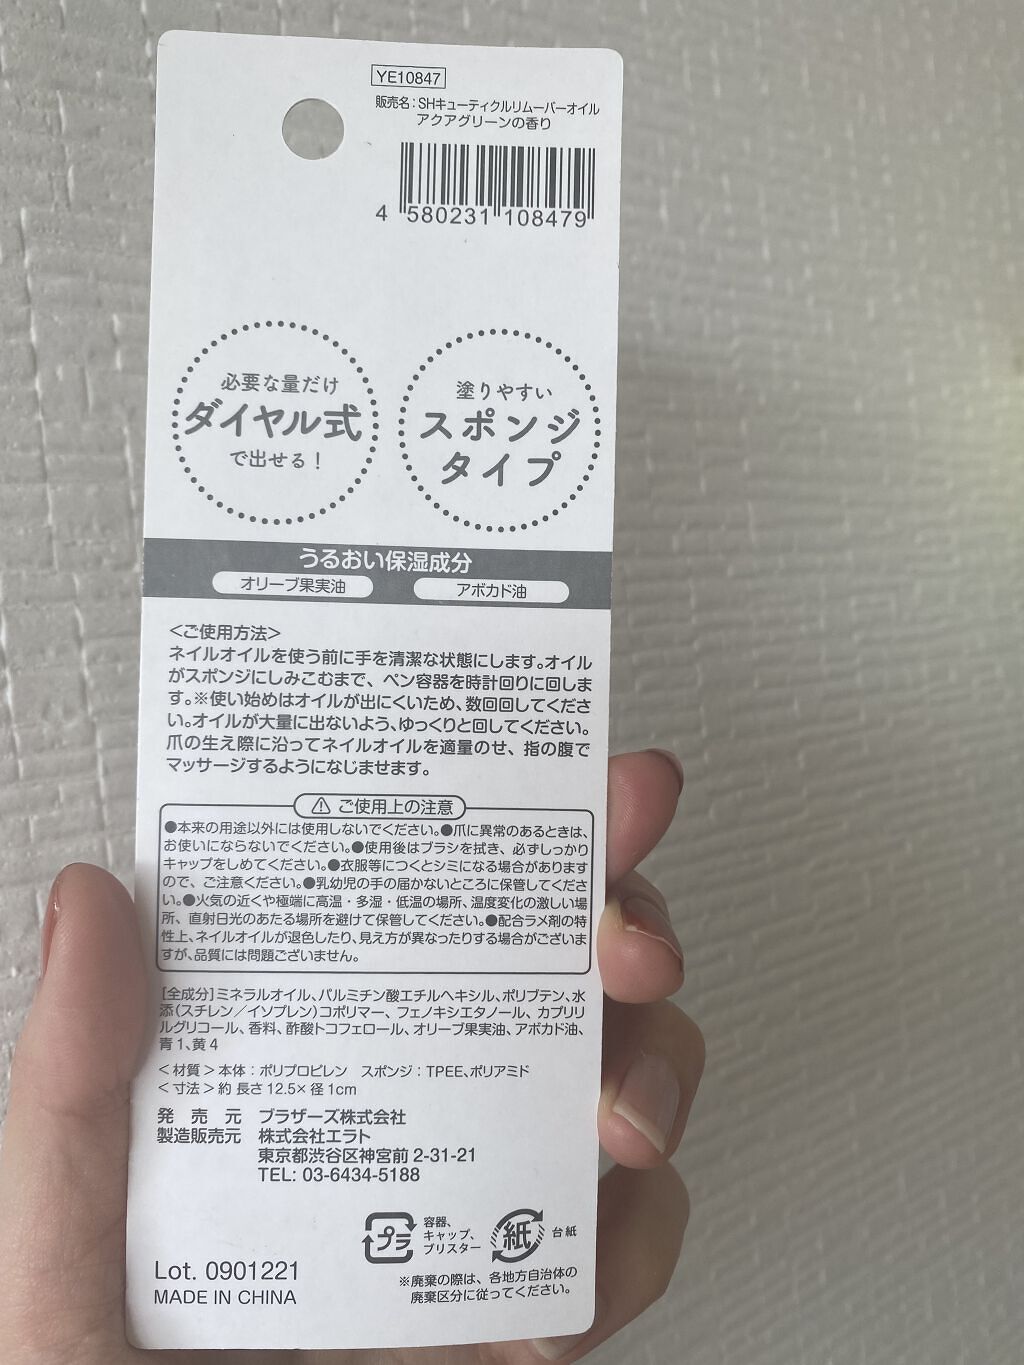 YE10847
販売名:SHキューティクルリムーバーオイル
アクアグリーンの香り
4 580231 108479
必要な量だけ
ダイヤル式
で出せる!
塗りやすい
スポンジ
タイプ
うるおい保湿成分
オリーブ果実油
アボカド油
<ご使用方法>
ネイルオイルを使う前に手を清潔な状態にします。オイル
がスポンジにしみこむまで、ペン容器を時計回りに回しま
す。※使い始めはオイルが出にくいため、数回回してくださ
い。オイルが大量に出ないよう、ゆっくりと回してください。
爪の生え際に沿ってネイルオイルを適量のせ、指の腹で
マッサージするようになじませます。
⚠ ご使用上の注意
●本来の用途以外には使用しないでください。●爪に異常のあるときは、
お使いにならないでください。●使用後はブラシを拭き、必ずしっかり
キャップをしめてください。●衣服等につくとシミになる場合があります
ので、ご注意ください。●乳幼児の手の届かないところに保管してくださ
い。●火気の近くや極端に高温・多湿・低温の場所、温度変化の激しい場
所、直射日光のあたる場所を避けて保管してください。●配合ラメ剤の特
性上、ネイルオイルが退色したり、見え方が異なったりする場合がございま
すが、品質には問題ございません。
[全成分]ミネラルオイル、パルミチン酸エチルヘキシル、ポリブテン、水
添(スチレン/イソプレン)コポリマー、フェノキシエタノール、カプリリ
ルグリコール、香料、酢酸トコフェロール、オリーブ果実油、アボカド油、
青1、黄4
<材質>本体:ポリプロピレン スポンジ:TPEE、ポリアミド
<寸法>約 長さ12.5×径1cm
発売元 ブラザーズ株式会社
製造販売元 株式会社エラト
東京都渋谷区神宮前2-31-21
TEL: 03-6434-5188
プラ
容器、
キャップ、
ブリスター
紙
台紙
※廃棄の際は、各地方自治体の
廃棄区分に従ってください。
Lot. 0901221
MADE IN CHINA